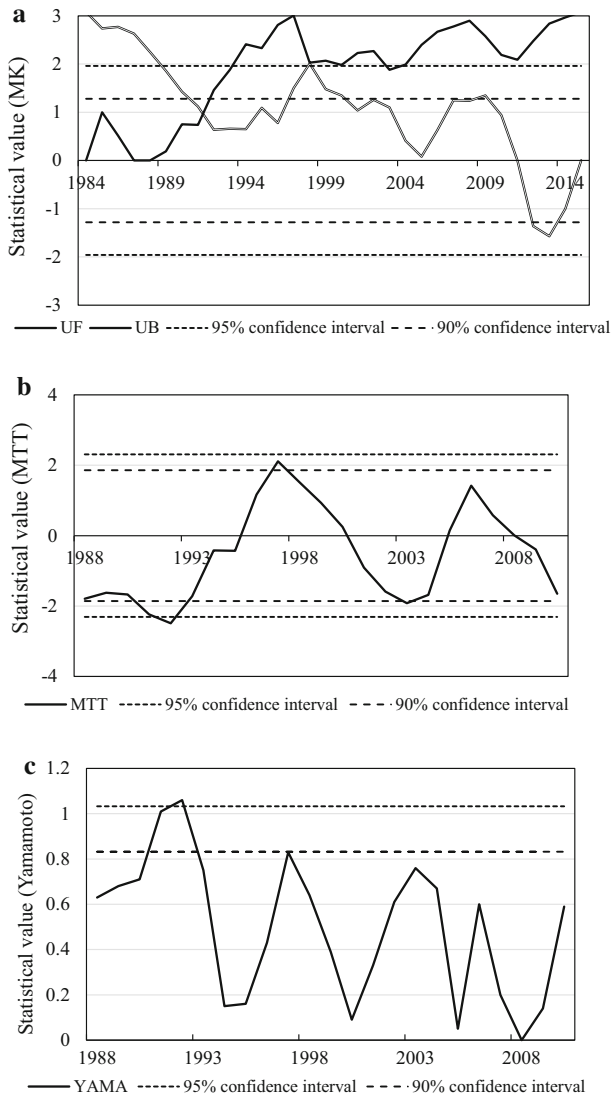 a
Statistical value (MK)
3
2
1
0
-1
-2
-3
1984 1989 1994 1999 2004 2009 2014
UF UB 95% confidence interval 90% confidence interval
b
Statistical value (MTT)
4
2
0
-2
-4
1988 1993 1998 2003 2008
MTT 95% confidence interval 90% confidence interval
c
Statistical value (Yamamoto)
1.2
1
0.8
0.6
0.4
0.2
0
1988 1993 1998 2003 2008
YAMA 95% confidence interval 90% confidence interval